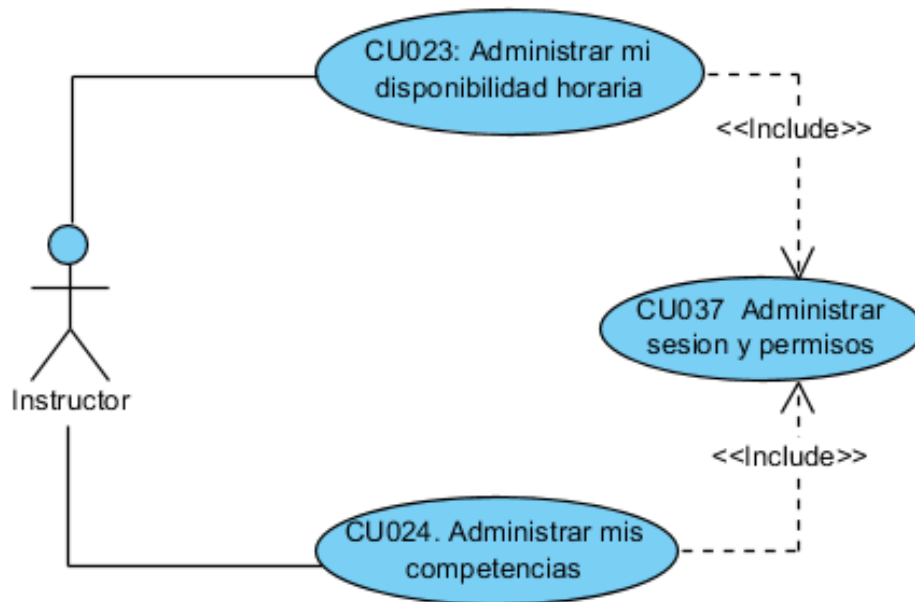 CU023: Administrar mi
disponibilidad horaria
<<Include>>
CU037 Administrar
sesion y permisos
Instructor
<<Include>>
CU024. Administrar mis
competencias